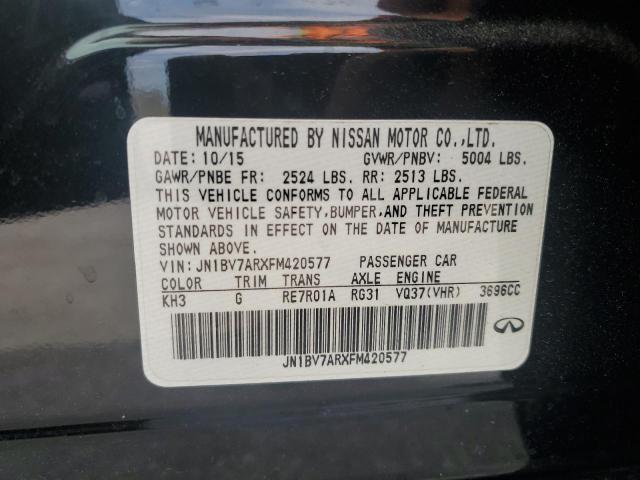 MANUFACTURED BY NISSAN MOTOR CO.,LTD.
DATE: 10/15 GVWR/PNBV: 5004 LBS.
GAWR/PNBE FR: 2524 LBS. RR: 2513 LBS.
THIS VEHICLE CONFORMS TO ALL APPLICABLE FEDERAL
MOTOR VEHICLE SAFETY,BUMPER,AND THEFT PREVENTION
STANDARDS IN EFFECT ON THE DATE OF MANUFACTURE
SHOWN ABOVE.
VIN: JN1BV7ARXFM420577 PASSENGER CAR
COLOR TRIM TRANS AXLE ENGINE
KH3 G RE7R01A RG31 VQ37(VHR) 3696CC
JN1BV7ARXFM420577